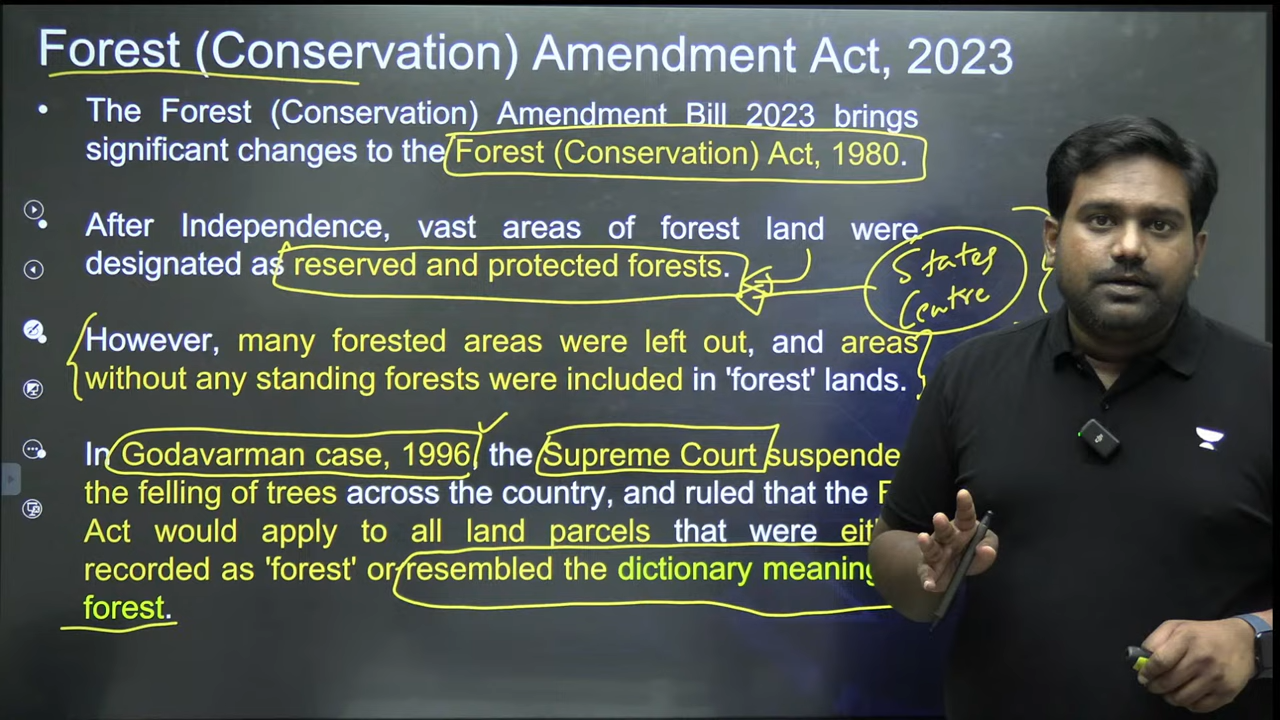 Forest (Conservation) Amendment Act, 2023
• The Forest (Conservation) Amendment Bill 2023 brings
significant changes to the Forest (Conservation) Act, 1980.
• After Independence, vast areas of forest land were
designated as reserved and protected forests.
States
Centre
• However, many forested areas were left out, and areas
without any standing forests were included in 'forest' lands.
• In Godavarman case, 1996, the Supreme Court suspende
the felling of trees across the country, and ruled that the F
Act would apply to all land parcels that were eith
recorded as 'forest' or resembled the dictionary meaning
forest.